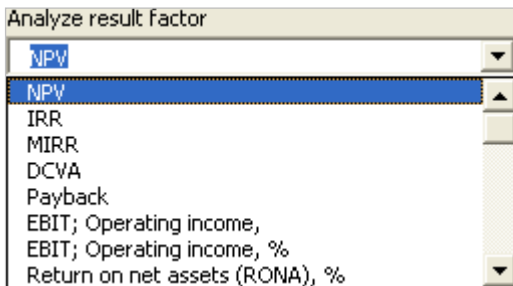 Analyze result factor
NPV
NPV
IRR
MIRR
DCVA
Payback
EBIT; Operating income,
EBIT; Operating income, %
Return on net assets (RONA), %